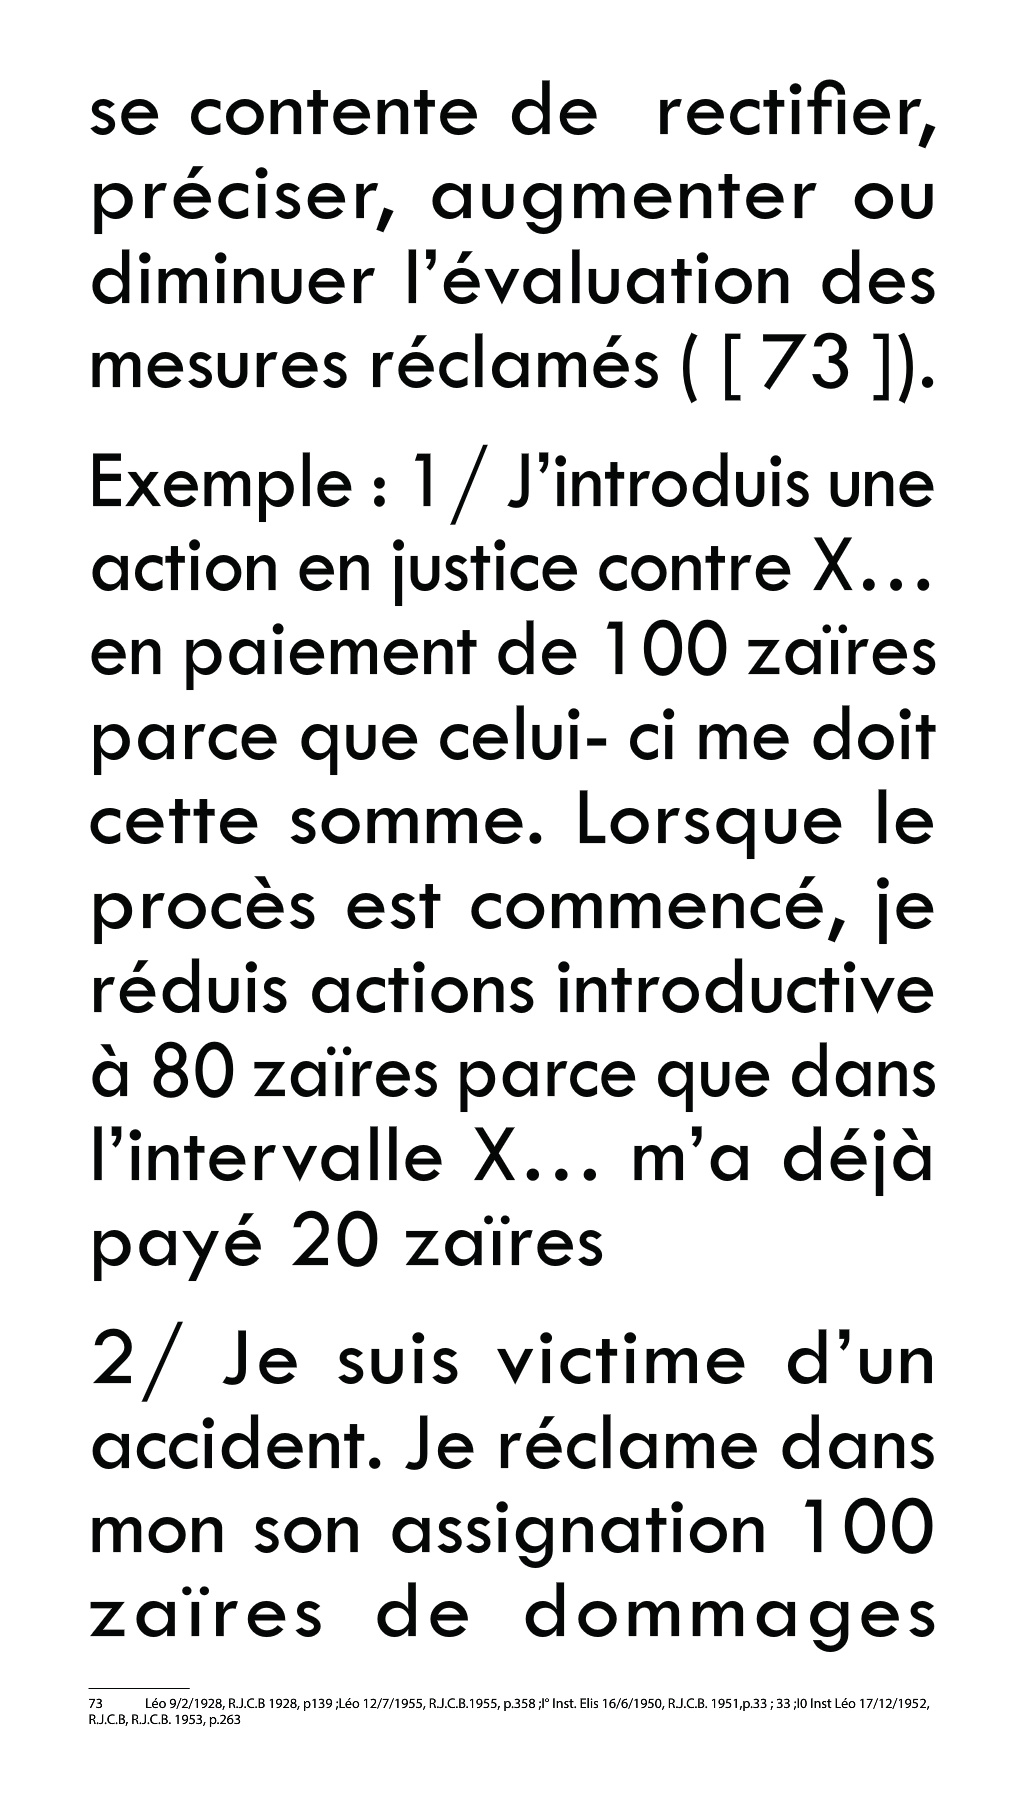 se contente de rectifier,
préciser, augmenter ou
diminuer l’évaluation des
mesures réclamés ( [ 73 ]).
Exemple : 1/ J’introduis une
action en justice contre X…
en paiement de 100 zaïres
parce que celui- ci me doit
cette somme. Lorsque le
procès est commencé, je
réduis actions introductive
à 80 zaïres parce que dans
l’intervalle X… m’a déjà
payé 20 zaïres
2/ Je suis victime d’un
accident. Je réclame dans
mon son assignation 100
zaïres de dommages
73 Léo 9/2/1928, R.J.C.B 1928, p139 ;Léo 12/7/1955, R.J.C.B.1955, p.358 ;I° Inst. Elis 16/6/1950, R.J.C.B. 1951,p.33 ; 33 ;I0 Inst Léo 17/12/1952,
R.J.C.B, R.J.C.B. 1953, p.263